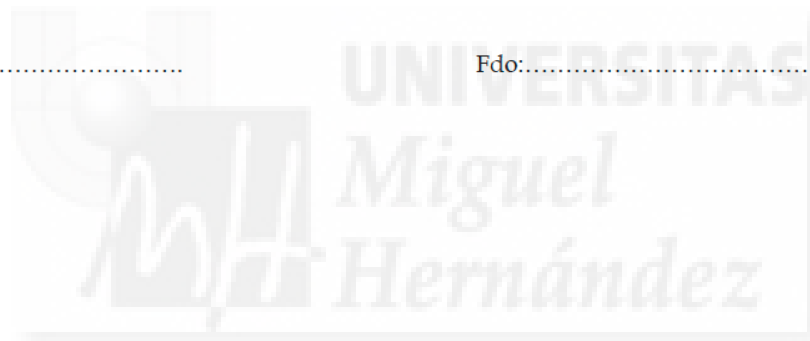 …………………… Fdo:………………………………
UNIVERSITAS
Miguel
Hernández